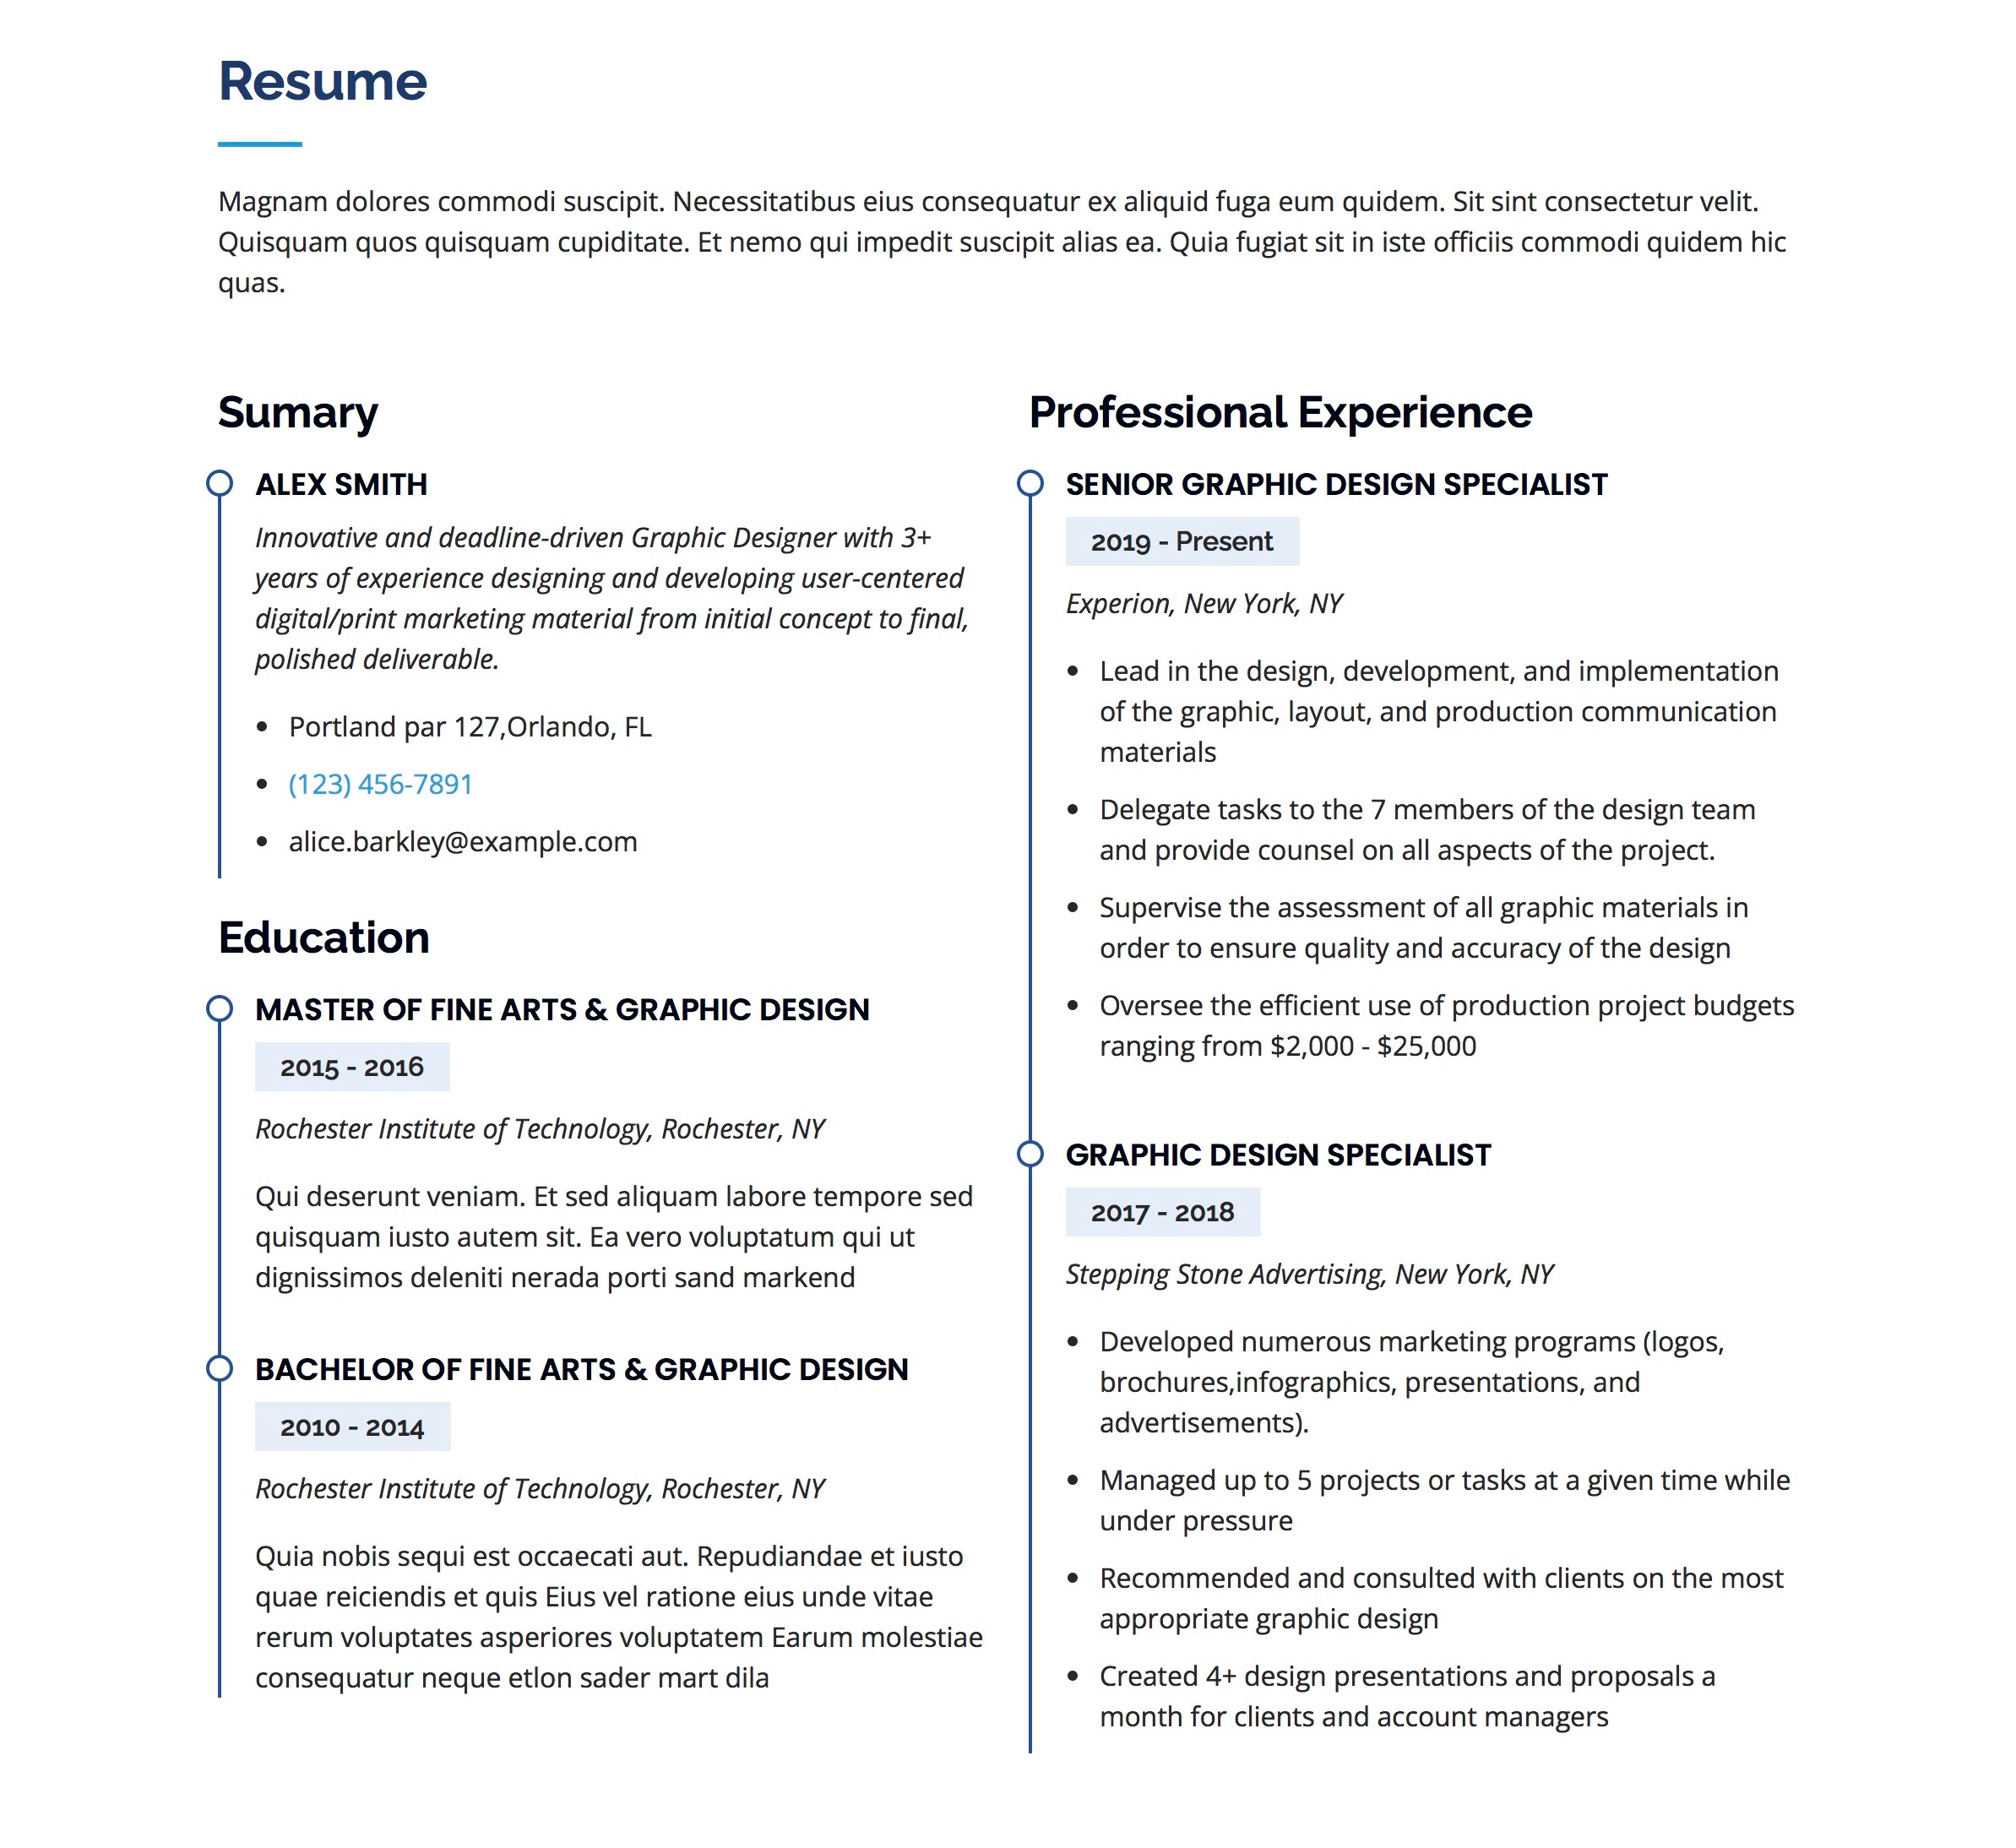 Resume
Magnam dolores commodi suscipit. Necessitatibus eius consequatur ex aliquid fuga eum quidem. Sit sint consectetur velit.
Quisquam quos quisquam cupiditate. Et nemo qui impedit suscipit alias ea. Quia fugiat sit in iste officiis commodi quidem hic
quas.
Sumary
ALEX SMITH
Innovative and deadline-driven Graphic Designer with 3+
years of experience designing and developing user-centered
digital/print marketing material from initial concept to final,
polished deliverable.
• Portland par 127,Orlando, FL
• (123) 456-7891
• alice.barkley@example.com
Education
MASTER OF FINE ARTS & GRAPHIC DESIGN
2015 - 2016
Rochester Institute of Technology, Rochester, NY
Qui deserunt veniam. Et sed aliquam labore tempore sed
quisquam iusto autem sit. Ea vero voluptatum qui ut
dignissimos deleniti nerada porti sand markend
BACHELOR OF FINE ARTS & GRAPHIC DESIGN
2010 - 2014
Rochester Institute of Technology, Rochester, NY
Quia nobis sequi est occaecati aut. Repudiandae et iusto
quae reiciendis et quis Eius vel ratione eius unde vitae
rerum voluptates asperiores voluptatem Earum molestiae
consequatur neque etlon sader mart dila
Professional Experience
SENIOR GRAPHIC DESIGN SPECIALIST
2019 - Present
Experion, New York, NY
• Lead in the design, development, and implementation
of the graphic, layout, and production communication
materials
• Delegate tasks to the 7 members of the design team
and provide counsel on all aspects of the project.
• Supervise the assessment of all graphic materials in
order to ensure quality and accuracy of the design
• Oversee the efficient use of production project budgets
ranging from $2,000 - $25,000
GRAPHIC DESIGN SPECIALIST
2017 - 2018
Stepping Stone Advertising, New York, NY
• Developed numerous marketing programs (logos,
brochures,infographics, presentations, and
advertisements).
• Managed up to 5 projects or tasks at a given time while
under pressure
• Recommended and consulted with clients on the most
appropriate graphic design
• Created 4+ design presentations and proposals a
month for clients and account managers